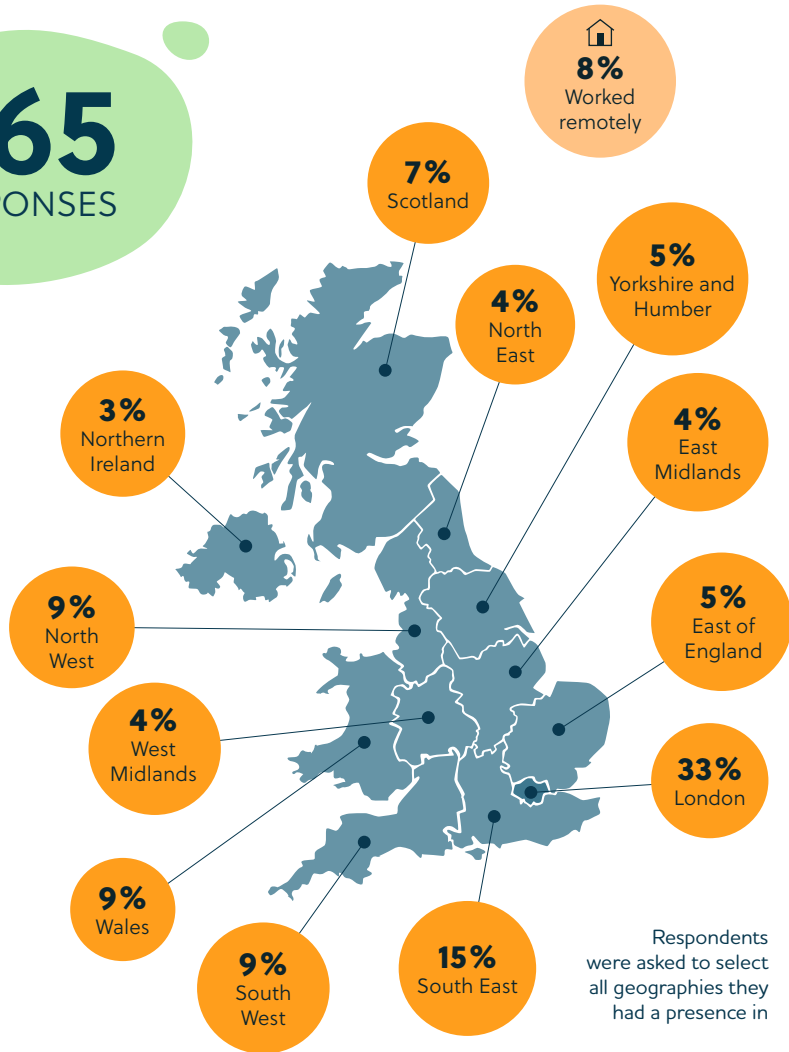 8%
Worked
remotely
65
PONSES
7%
Scotland
5%
Yorkshire and
Humber
4%
North
East
3%
Northern
Ireland
4%
East
Midlands
9%
North
West
5%
East of
England
4%
West
Midlands
33%
London
9%
Wales
9%
South
West
15%
South East
Respondents
were asked to select
all geographies they
had a presence in